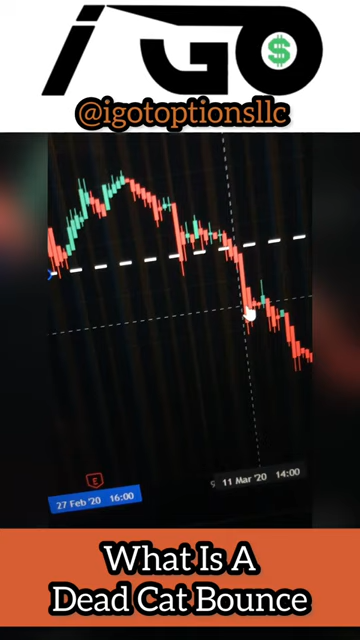 iGO
$
@igotoptionsllc
E
27 Feb '20 16:00
11 Mar '20 14:00
What Is A
Dead Cat Bounce